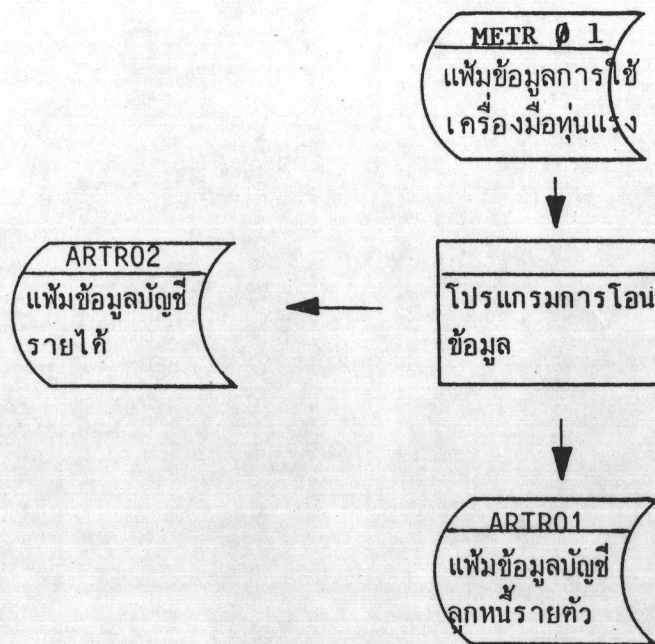 METR Ø 1
แฟ้มข้อมูลการใช้
เครื่องมือทุ่นแรง
ARTR02
แฟ้มข้อมูลบัญชี
รายได้
โปรแกรมการโอน
ข้อมูล
ARTR01
แฟ้มข้อมูลบัญชี
ลูกหนี้รายตัว